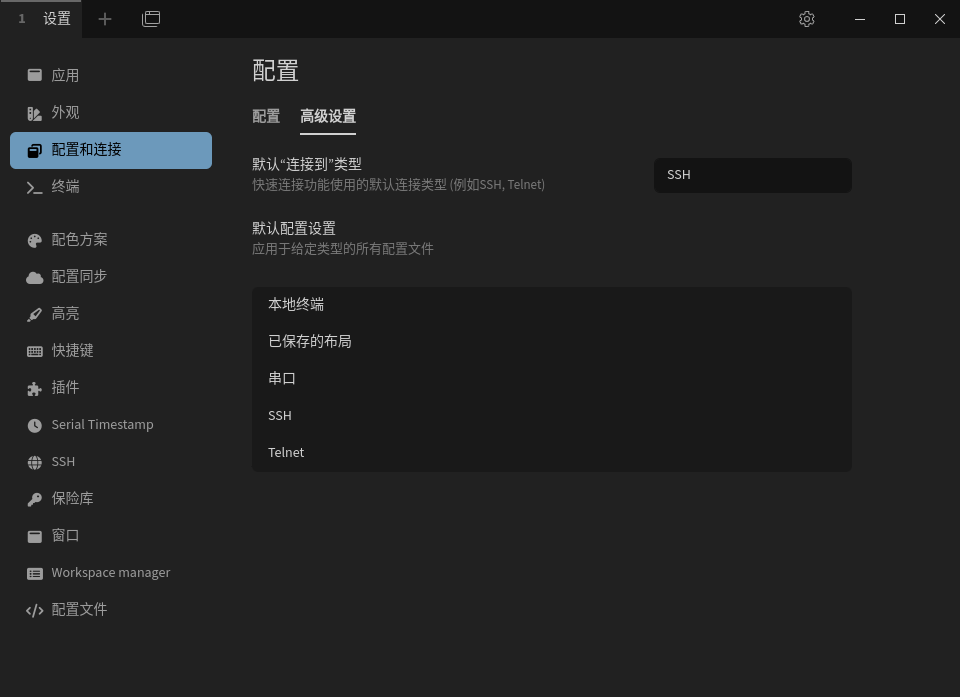 1 设置
应用
外观
配置和连接
终端
配色方案
配置同步
高亮
快捷键
插件
Serial Timestamp
SSH
保险库
窗口
Workspace manager
配置文件
配置
配置 高级设置
默认“连接到”类型
快速连接功能使用的默认连接类型 (例如SSH, Telnet)
SSH
默认配置设置
应用于给定类型的所有配置文件
本地终端
已保存的布局
串口
SSH
Telnet